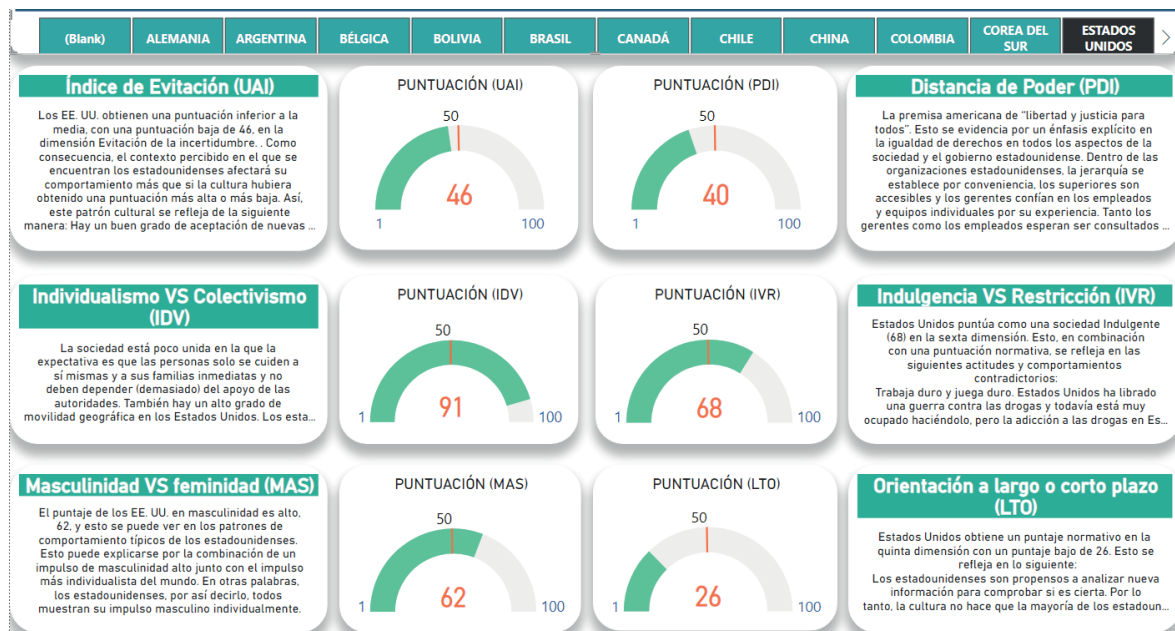 (Blank)
ALEMANIA
ARGENTINA
BÉLGICA
BOLIVIA
BRASIL
CANADÁ
CHILE
CHINA
COLOMBIA
COREA DEL
SUR
ESTADOS
UNIDOS
Índice de Evitación (UAI)
Los EE. UU. obtienen una puntuación inferior a la
media, con una puntuación baja de 46, en la
dimensión Evitación de la incertidumbre. . Como
consecuencia, el contexto percibido en el que se
encuentran los estadounidenses afectará su
comportamiento más que si la cultura hubiera
obtenido una puntuación más alta o más baja. Así,
este patrón cultural se refleja de la siguiente
manera: Hay un buen grado de aceptación de nuevas ...
PUNTUACIÓN (UAI)
50
46
1
100
PUNTUACIÓN (PDI)
50
40
1
100
Distancia de Poder (PDI)
La premisa americana de "libertad y justicia para
todos". Esto se evidencia por un énfasis explícito en
la igualdad de derechos en todos los aspectos de la
sociedad y el gobierno estadounidense. Dentro de las
organizaciones estadounidenses, la jerarquía se
establece por conveniencia, los superiores son
accesibles y los gerentes confían en los empleados
y equipos individuales por su experiencia. Tanto los
gerentes como los empleados esperan ser consultados ...
Individualismo VS Colectivismo
(IDV)
La sociedad está poco unida en la que la
expectativa es que las personas solo se cuiden a
sí mismas y a sus familias inmediatas y no
deben depender (demasiado) del apoyo de las
autoridades. También hay un alto grado de
movilidad geográfica en los Estados Unidos. Los esta...
PUNTUACIÓN (IDV)
50
91
1
100
PUNTUACIÓN (IVR)
50
68
1
100
Indulgencia VS Restricción (IVR)
Estados Unidos puntúa como una sociedad Indulgente
(68) en la sexta dimensión. Esto, en combinación
con una puntuación normativa, se refleja en las
siguientes actitudes y comportamientos
contradictorios:
Trabaja duro y juega duro. Estados Unidos ha librado
una guerra contra las drogas y todavía está muy
ocupado haciéndolo, pero la adicción a las drogas en Es...
Masculinidad VS feminidad (MAS)
El puntaje de los EE. UU. en masculinidad es alto,
62, y esto se puede ver en los patrones de
comportamiento típicos de los estadounidenses.
Esto puede explicarse por la combinación de un
impulso de masculinidad alto junto con el impulso
más individualista del mundo. En otras palabras,
los estadounidenses, por así decirlo, todos
muestran su impulso masculino individualmente.
PUNTUACIÓN (MAS)
50
62
1
100
PUNTUACIÓN (LTO)
50
26
1
100
Orientación a largo o corto plazo
(LTO)
Estados Unidos obtiene un puntaje normativo en la
quinta dimensión con un puntaje bajo de 26. Esto se
refleja en lo siguiente:
Los estadounidenses son propensos a analizar nueva
información para comprobar si es cierta. Por lo
tanto, la cultura no hace que la mayoría de los estadoun...